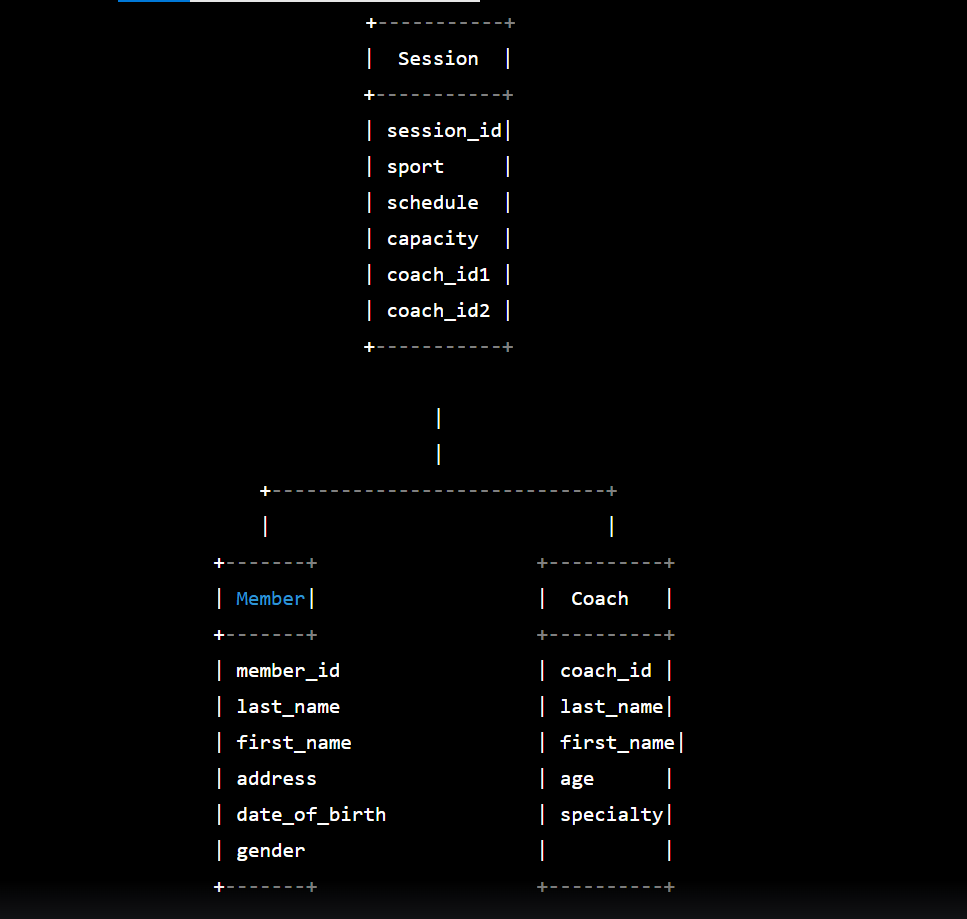 +-----------+
|  Session  |
+-----------+
| session_id|
| sport     |
| schedule  |
| capacity  |
| coach_id1 |
| coach_id2 |
+-----------+
|
|
+-----------------------------+
|                             |
+-------+                   +----------+
| Member|                   |  Coach   |
+-------+                   +----------+
| member_id                 | coach_id |
| last_name                 | last_name|
| first_name                | first_name|
| address                   | age      |
| date_of_birth             | specialty|
| gender                    |          |
+-------+                   +----------+